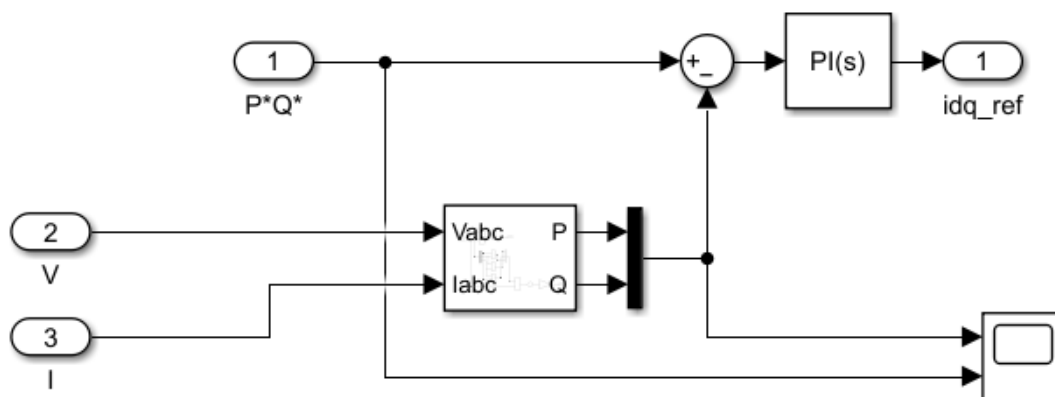 1
P*Q*
+
−
PI(s)
1
idq_ref
2
V
Vabc
P
Iabc
Q
3
I